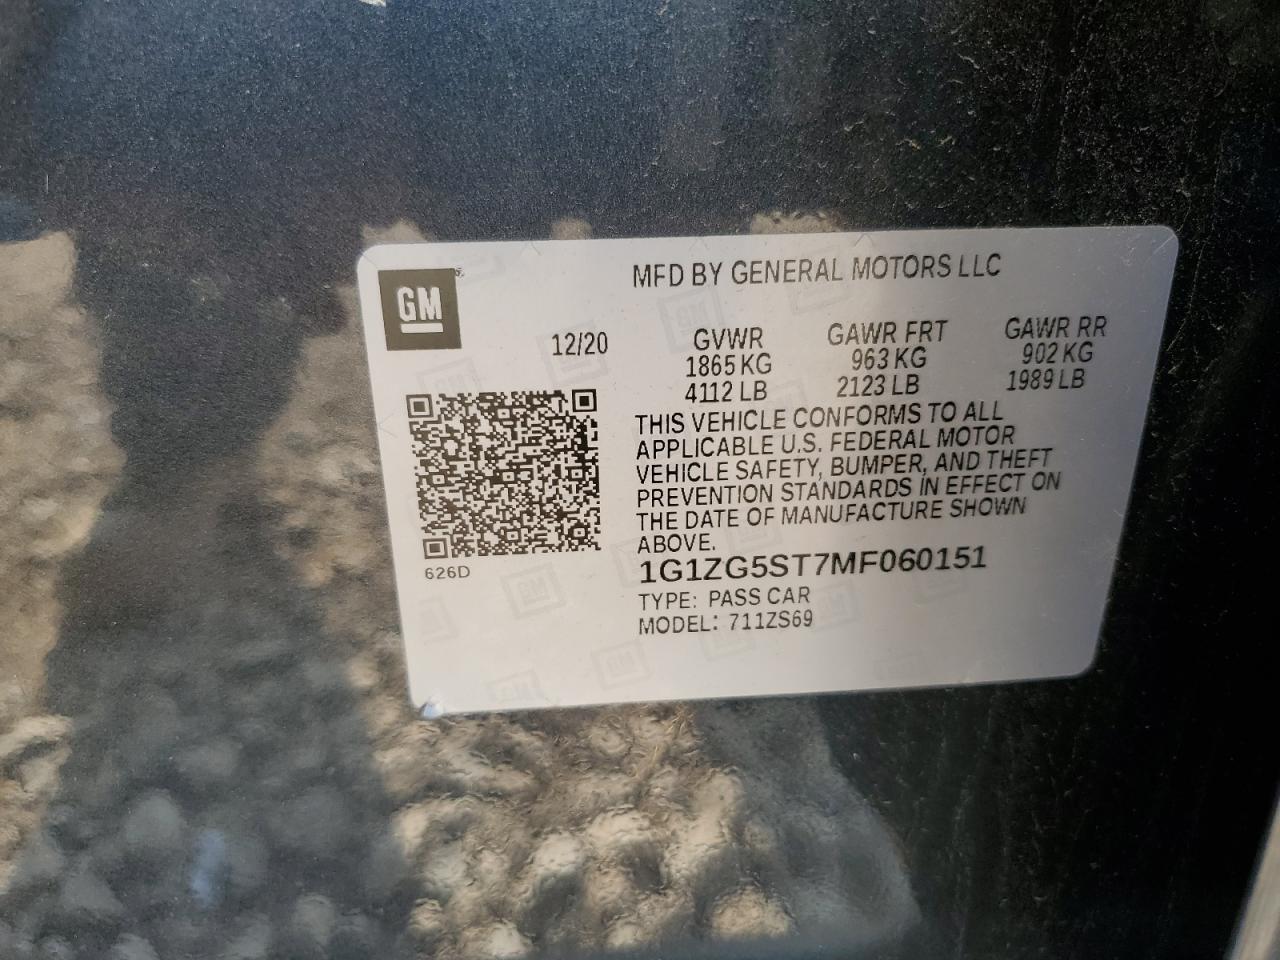 GM
MFD BY GENERAL MOTORS LLC
12/20
GVWR GAWR FRT GAWR RR
1865 KG 963 KG 902 KG
4112 LB 2123 LB 1989 LB
THIS VEHICLE CONFORMS TO ALL
APPLICABLE U.S. FEDERAL MOTOR
VEHICLE SAFETY, BUMPER, AND THEFT
PREVENTION STANDARDS IN EFFECT ON
THE DATE OF MANUFACTURE SHOWN
ABOVE.
626D
1G1ZG5ST7MF060151
TYPE: PASS CAR
MODEL: 711ZS69